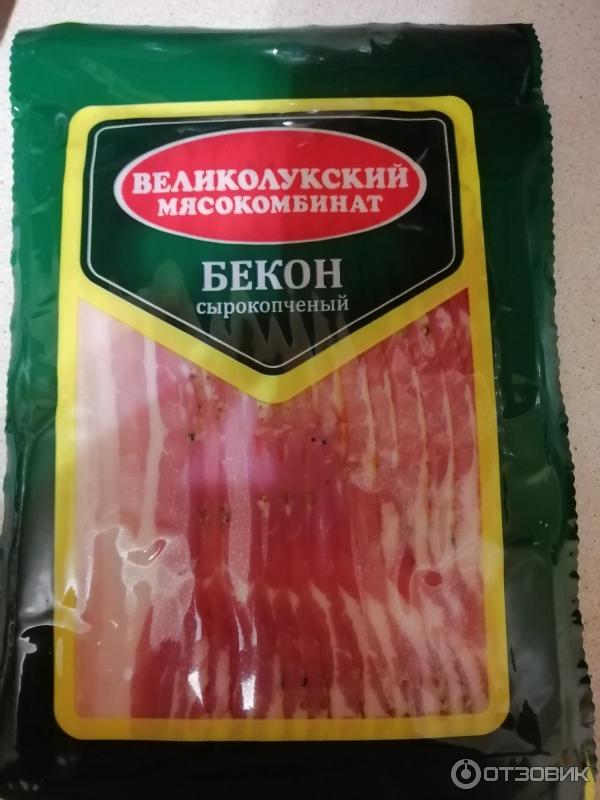 ВЕЛИКОЛУКСКИЙ
МЯСОКОМБИНАТ
БЕКОН
сырокопченый
ОТЗОВИК